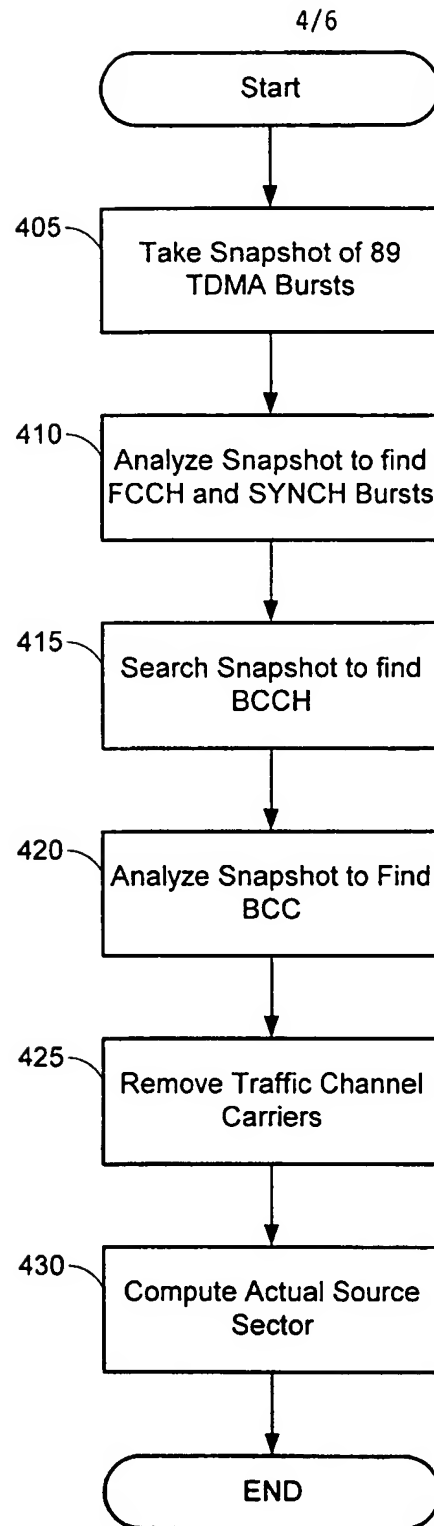 4/6
Start
405
Take Snapshot of 89
TDMA Bursts
410
Analyze Snapshot to find
FCCH and SYNCH Bursts
415
Search Snapshot to find
BCCH
420
Analyze Snapshot to Find
BCC
425
Remove Traffic Channel
Carriers
430
Compute Actual Source
Sector
END